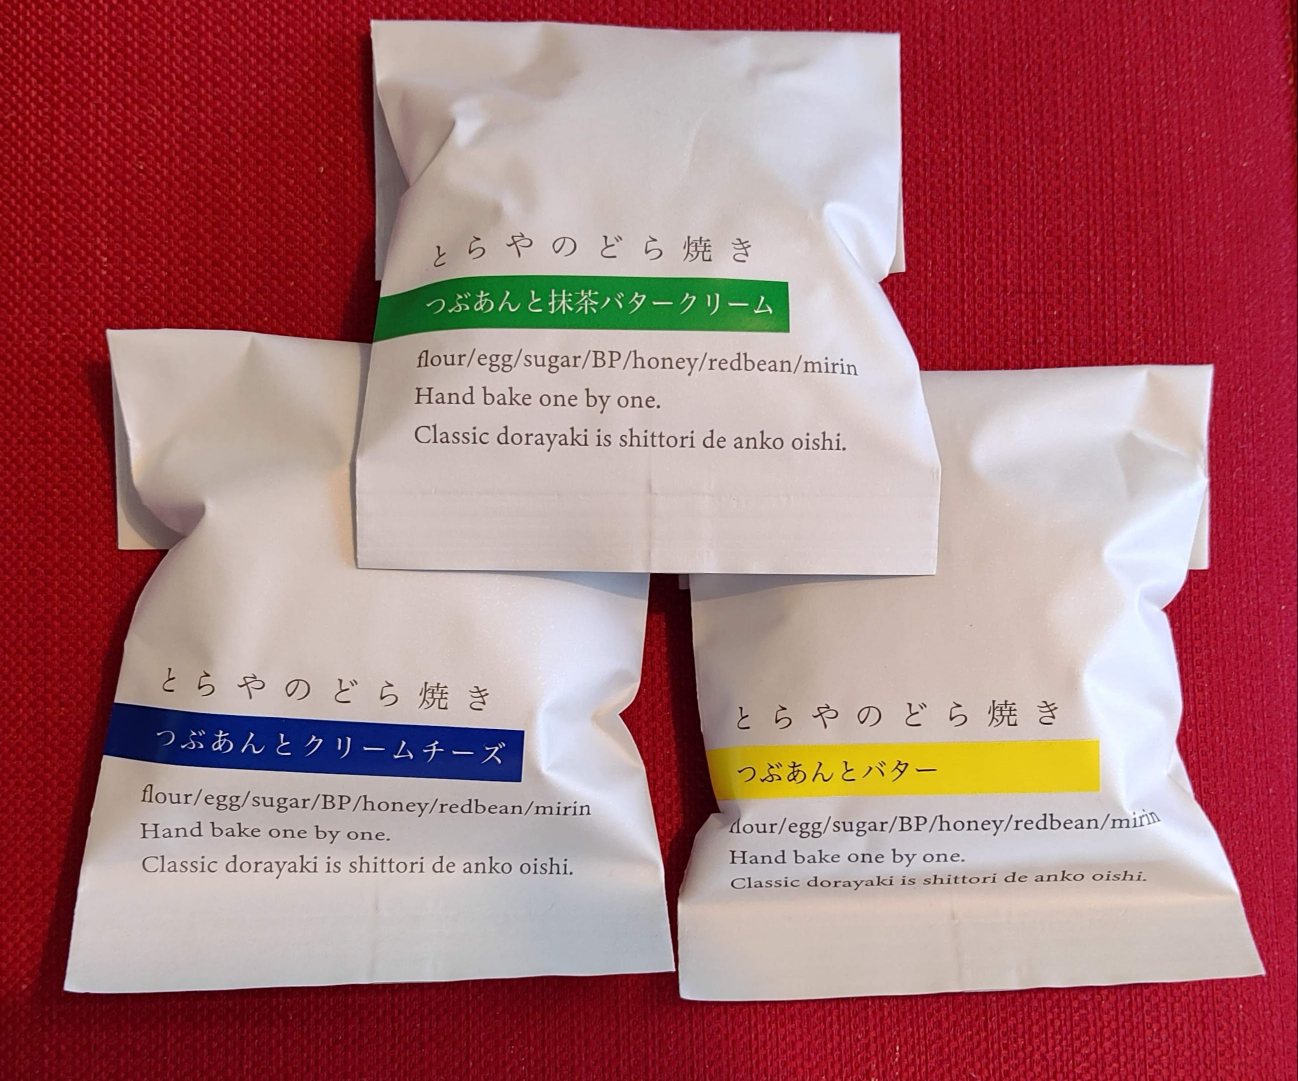 とらやのどら焼き
つぶあんと抹茶バタークリーム
flour/egg/sugar/BP/honey/redbean/mirin
Hand bake one by one.
Classic dorayaki is shittori de anko oishi.
とらやのどら焼き
つぶあんとクリームチーズ
flour/egg/sugar/BP/honey/redbean/mirin
Hand bake one by one.
Classic dorayaki is shittori de anko oishi.
とらやのどら焼き
つぶあんとバター
flour/egg/sugar/BP/honey/redbean/mirin
Hand bake one by one.
Classic dorayaki is shittori de anko oishi.